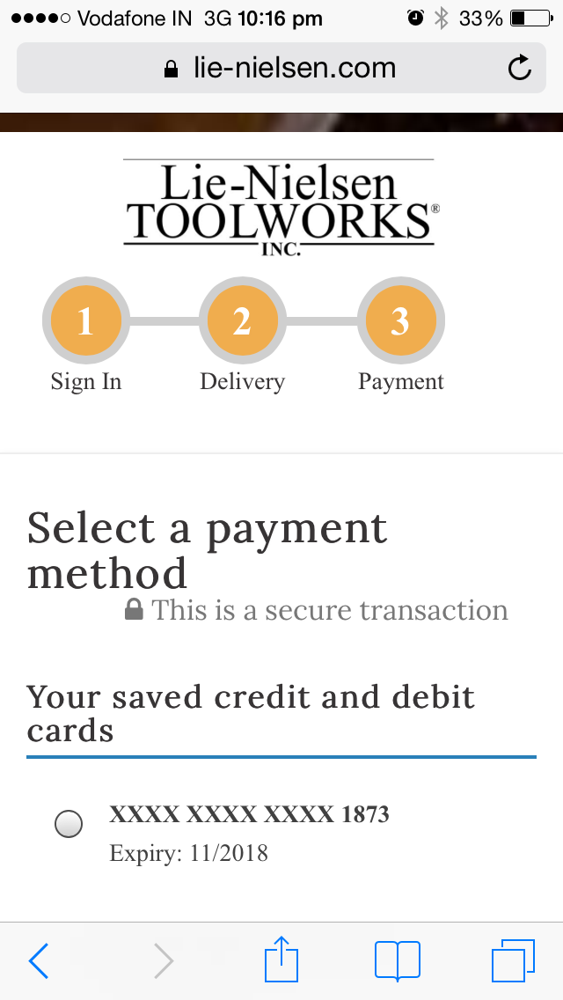 Vodafone IN 3G 10:16 pm 33%
lie-nielsen.com
Lie-Nielsen
TOOLWORKS®
INC.
1 2 3
Sign In Delivery Payment
Select a payment
method
This is a secure transaction
Your saved credit and debit
cards
XXXX XXXX XXXX 1873
Expiry: 11/2018